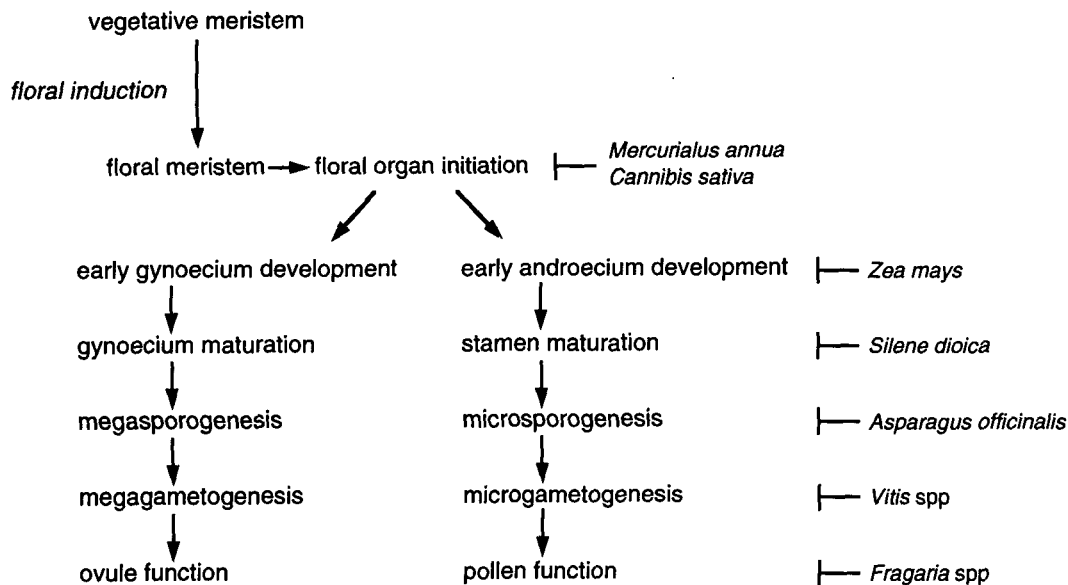 vegetative meristem
floral induction
floral meristem floral organ initiation Mercurialus annua
Cannibis sativa
early gynoecium development early androecium development Zea mays
gynoecium maturation stamen maturation Silene dioica
megasporogenesis microsporogenesis Asparagus officinalis
megagametogenesis microgametogenesis Vitis spp
ovule function pollen function Fragaria spp